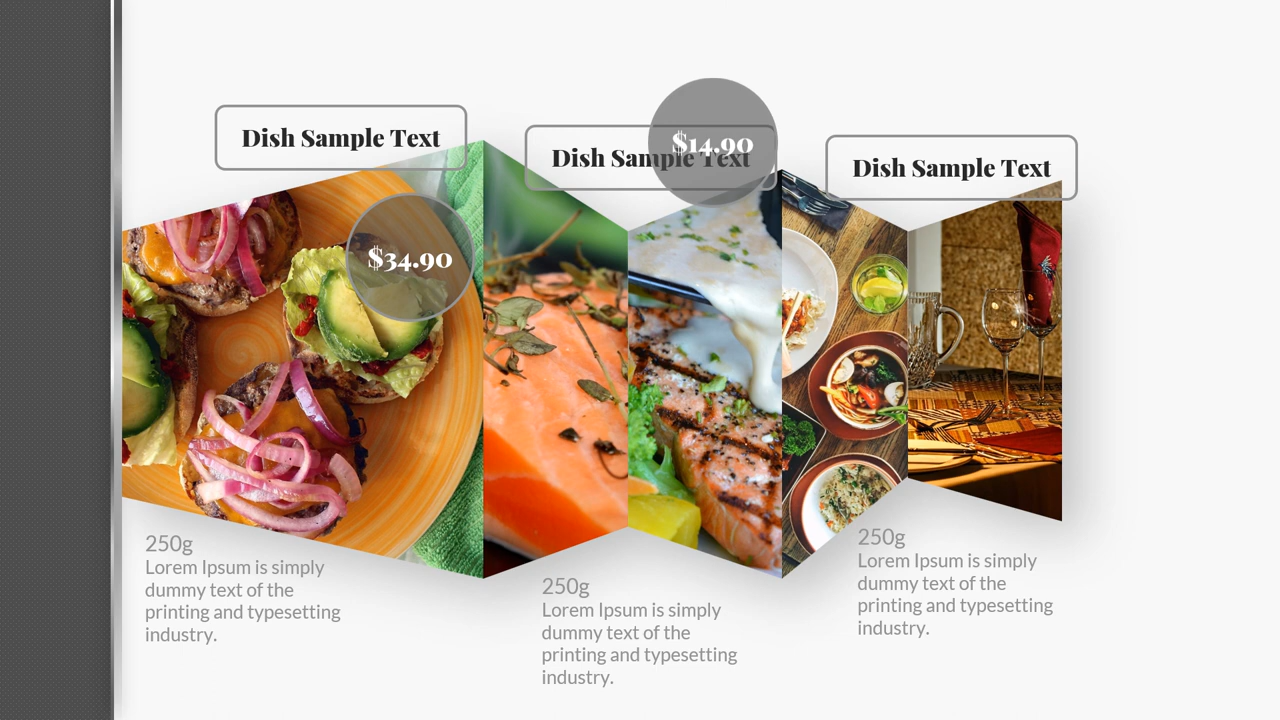 Dish Sample Text
$34.90
250g
Lorem Ipsum is simply
dummy text of the
printing and typesetting
industry.
Dish Sample Text
$14.90
250g
Lorem Ipsum is simply
dummy text of the
printing and typesetting
industry.
Dish Sample Text
250g
Lorem Ipsum is simply
dummy text of the
printing and typesetting
industry.